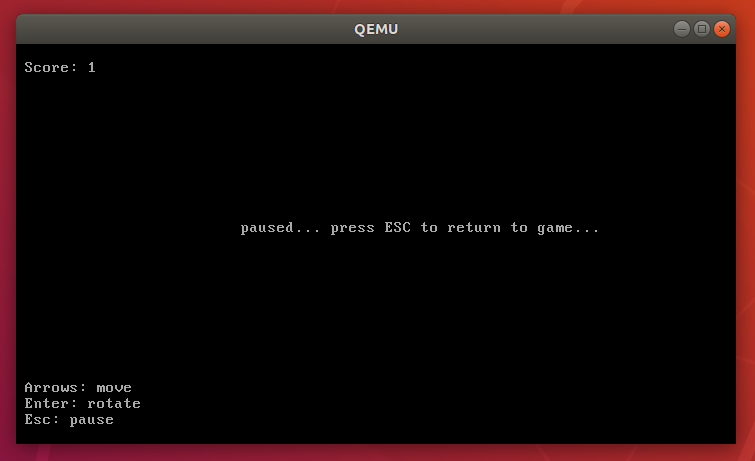 QEMU
Score: 1
paused... press ESC to return to game...
Arrows: move
Enter: rotate
Esc: pause